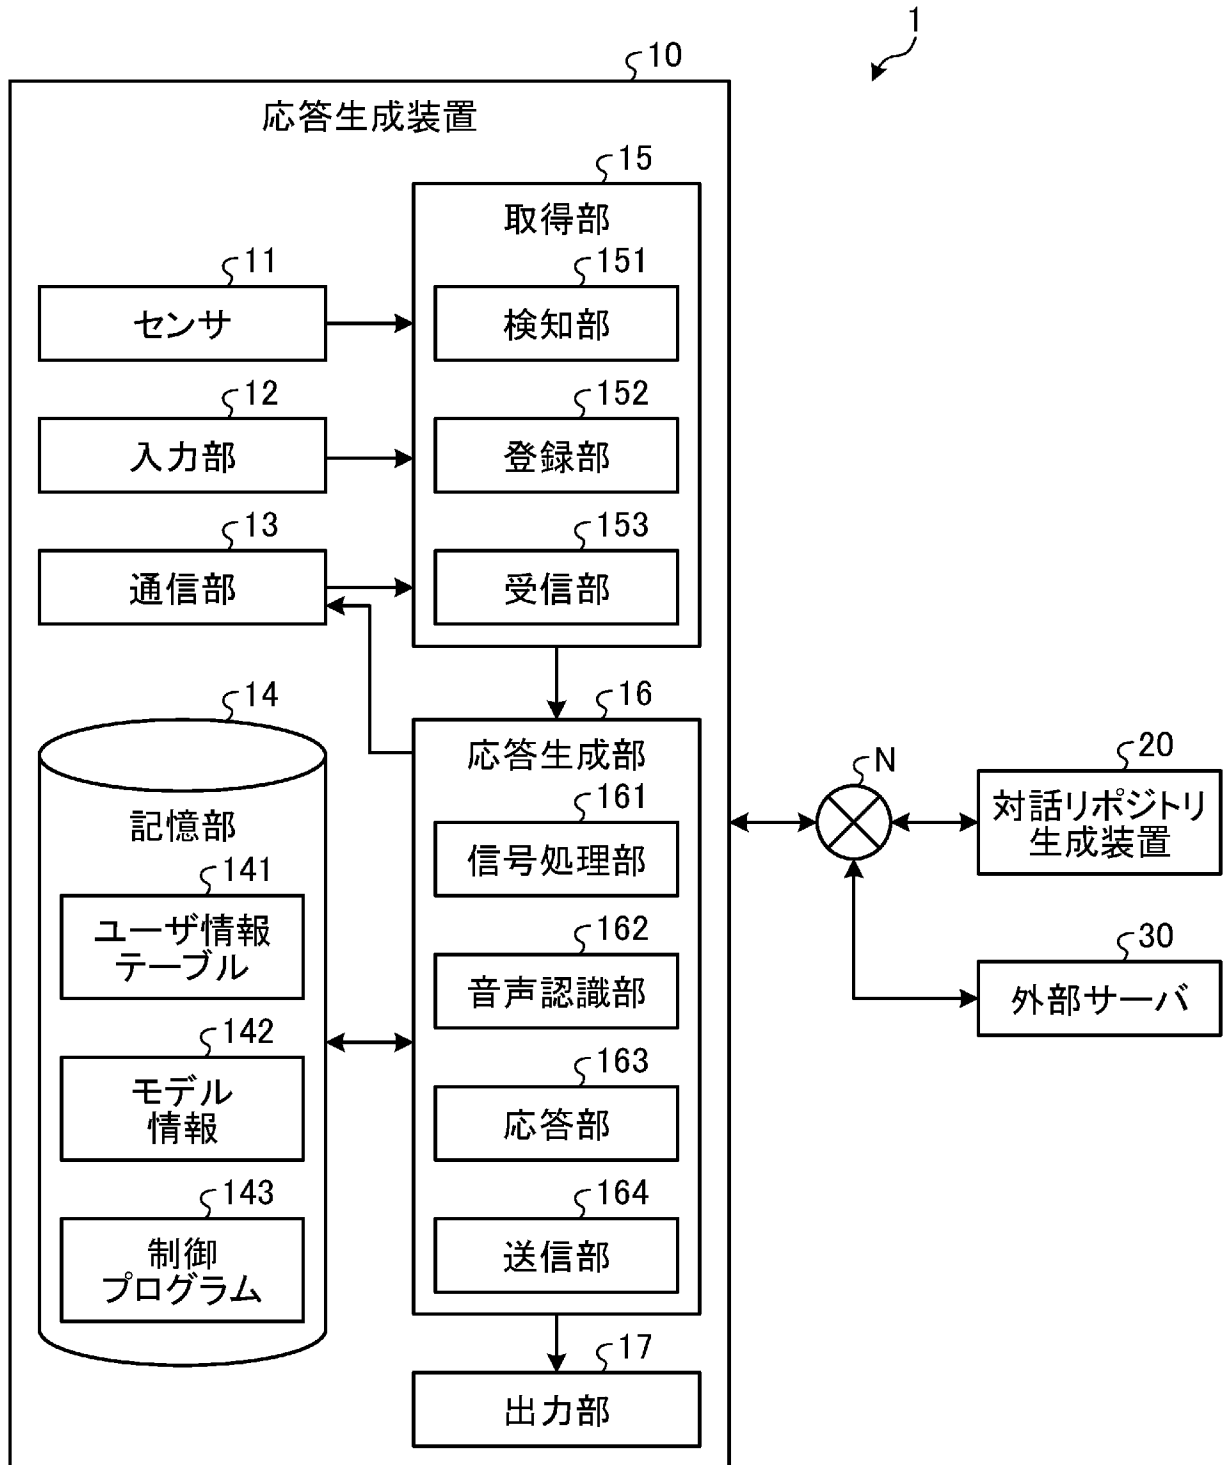 1
10
応答生成装置
15
取得部
11
センサ
151
検知部
12
入力部
152
登録部
13
通信部
153
受信部
14
記憶部
16
応答生成部
161
信号処理部
141
ユーザ情報
テーブル
162
音声認識部
142
モデル
情報
163
応答部
143
制御
プログラム
164
送信部
17
出力部
N
20
対話リポジトリ
生成装置
30
外部サーバ